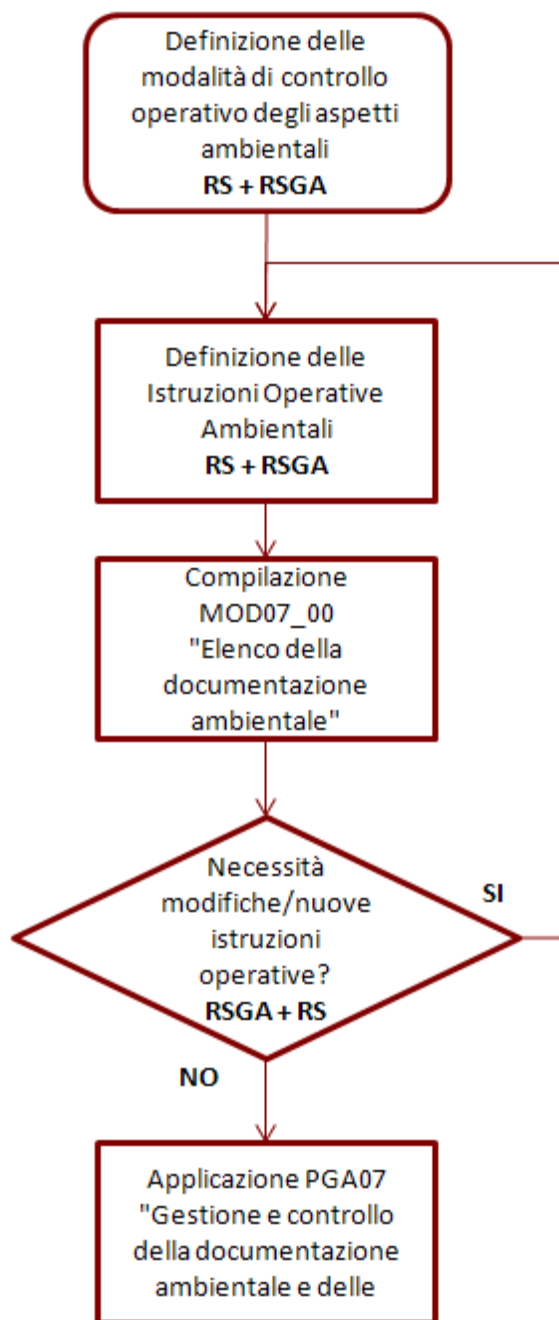 Definizione delle
modalità di controllo
operativo degli aspetti
ambientali
RS + RSGA
Definizione delle
Istruzioni Operative
Ambientali
RS + RSGA
Compilazione
MOD07_00
"Elenco della
documentazione
ambientale"
Necessità
modifiche/nuove
istruzioni
operative?
RSGA + RS
SI
NO
Applicazione PGA07
"Gestione e controllo
della documentazione
ambientale e delle